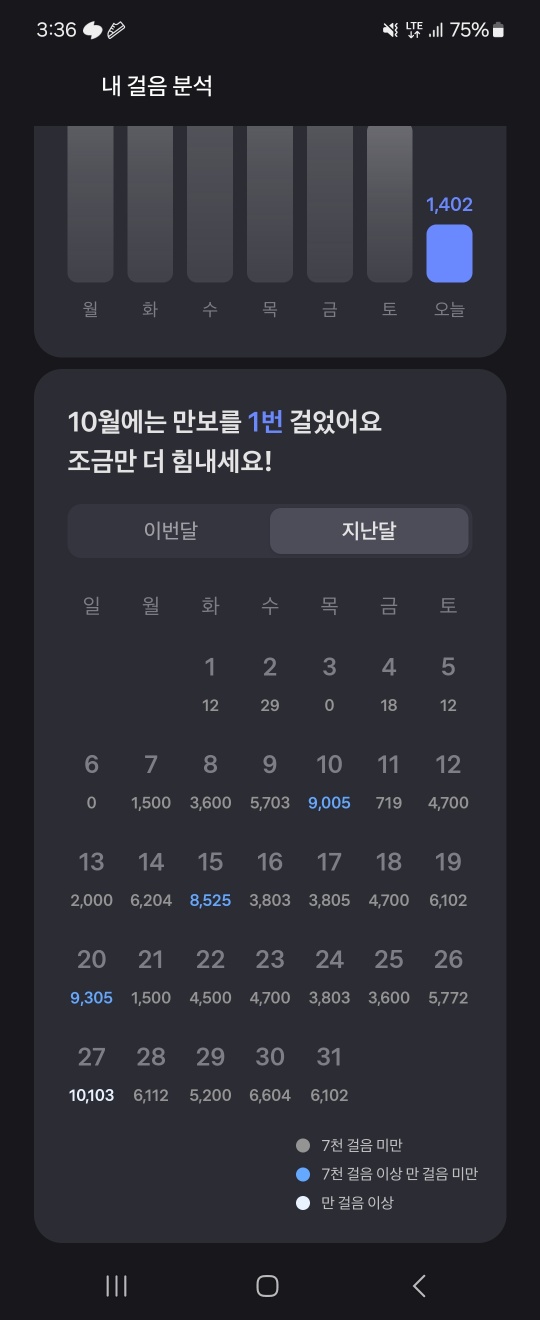 3:36 LTE 75%
내 걸음 분석
1,402
월 화 수 목 금 토 오늘
10월에는 만보를 1번 걸었어요
조금만 더 힘내세요!
이번달 지난달
일 월 화 수 목 금 토
1 2 3 4 5
12 29 0 18 12
6 7 8 9 10 11 12
0 1,500 3,600 5,703 9,005 719 4,700
13 14 15 16 17 18 19
2,000 6,204 8,525 3,803 3,805 4,700 6,102
20 21 22 23 24 25 26
9,305 1,500 4,500 4,700 3,803 3,600 5,772
27 28 29 30 31
10,103 6,112 5,200 6,604 6,102
7천 걸음 미만
7천 걸음 이상 만 걸음 미만
만 걸음 이상